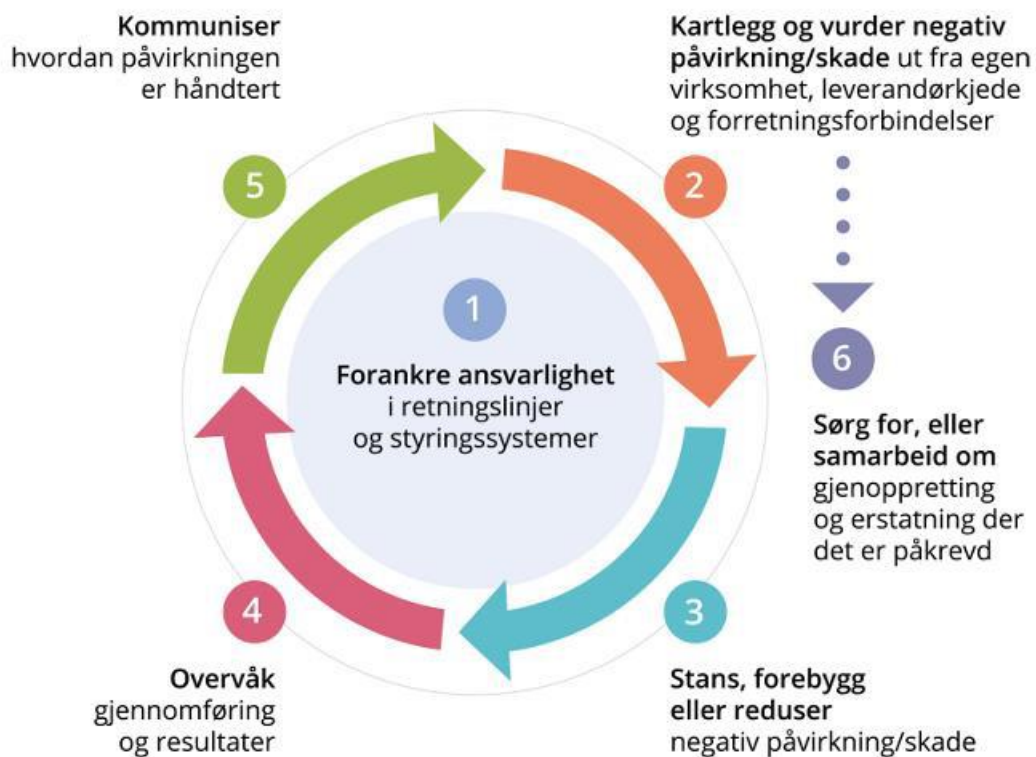 Kommuniser
hvordan påvirkningen
er håndtert
Kartlegg og vurder negativ
påvirkning/skade ut fra egen
virksomhet, leverandørkjede
og forretningsforbindelser
5
2
1
Forankre ansvarlighet
i retningslinjer
og styringssystemer
6
Sørg for, eller
samarbeid om
gjenoppretting
og erstatning der
det er påkrevd
4
3
Overvåk
gjennomføring
og resultater
Stans, forebygg
eller reduser
negativ påvirkning/skade